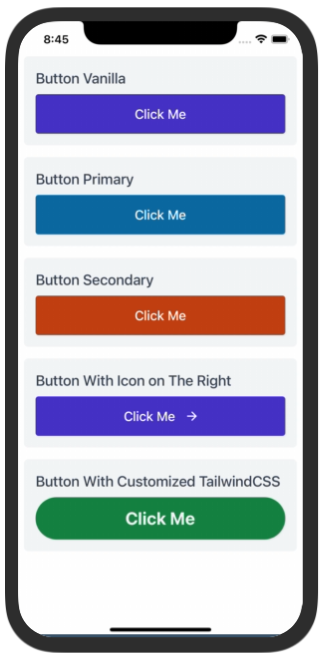 8:45
Button Vanilla
Click Me
Button Primary
Click Me
Button Secondary
Click Me
Button With Icon on The Right
Click Me →
Button With Customized TailwindCSS
Click Me